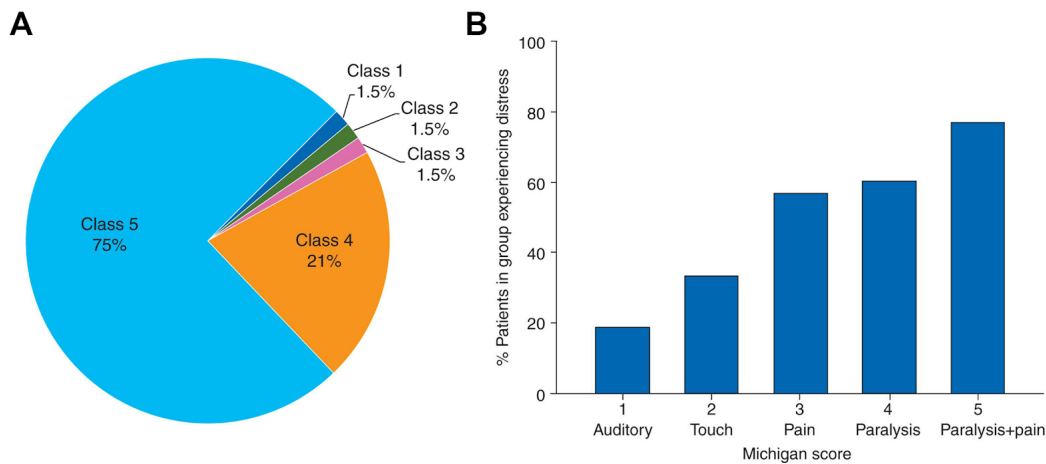 A
Class 1
1.5%
Class 2
1.5%
Class 3
1.5%
Class 5
75%
Class 4
21%
B
% Patients in group experiencing distress
100
80
60
40
20
0
1 2 3 4 5
Auditory Touch Pain Paralysis Paralysis+pain
Michigan score